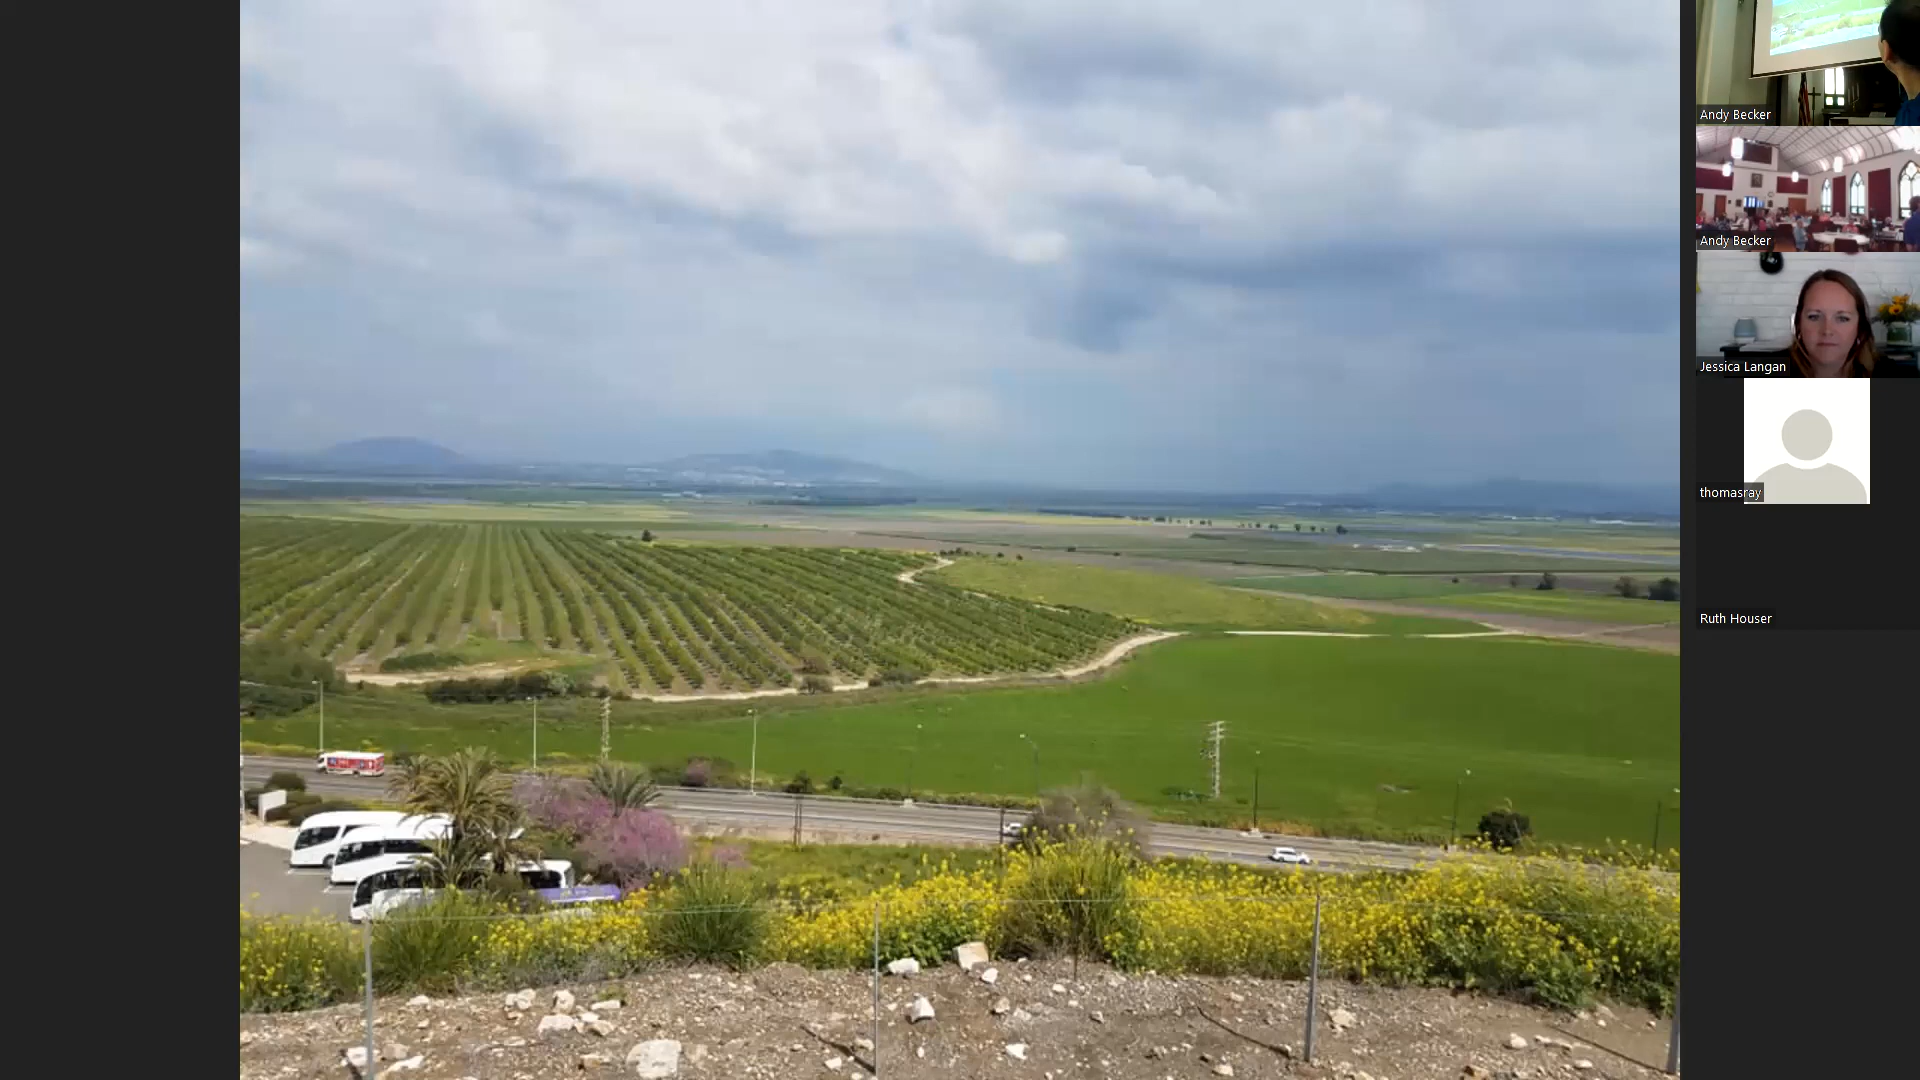 Andy Becker
Andy Becker
Jessica Langan
thomasray
Ruth Houser